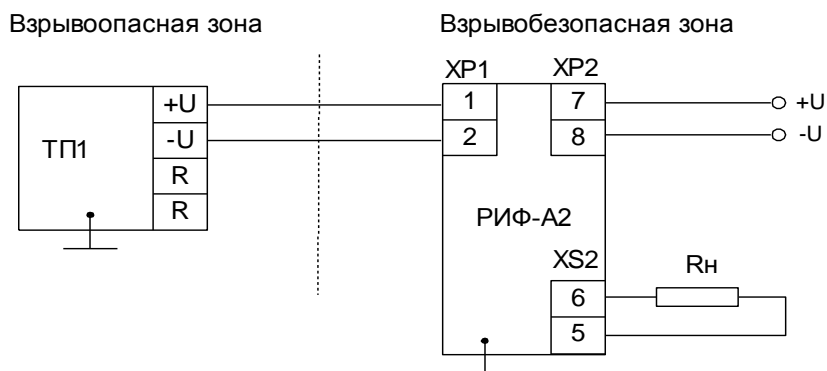 Взрывоопасная зона
Взрывобезопасная зона
XP1
XP2
+U
1
7
+U
ТП1
-U
2
8
-U
R
R
РИФ-А2
XS2
Rн
6
5